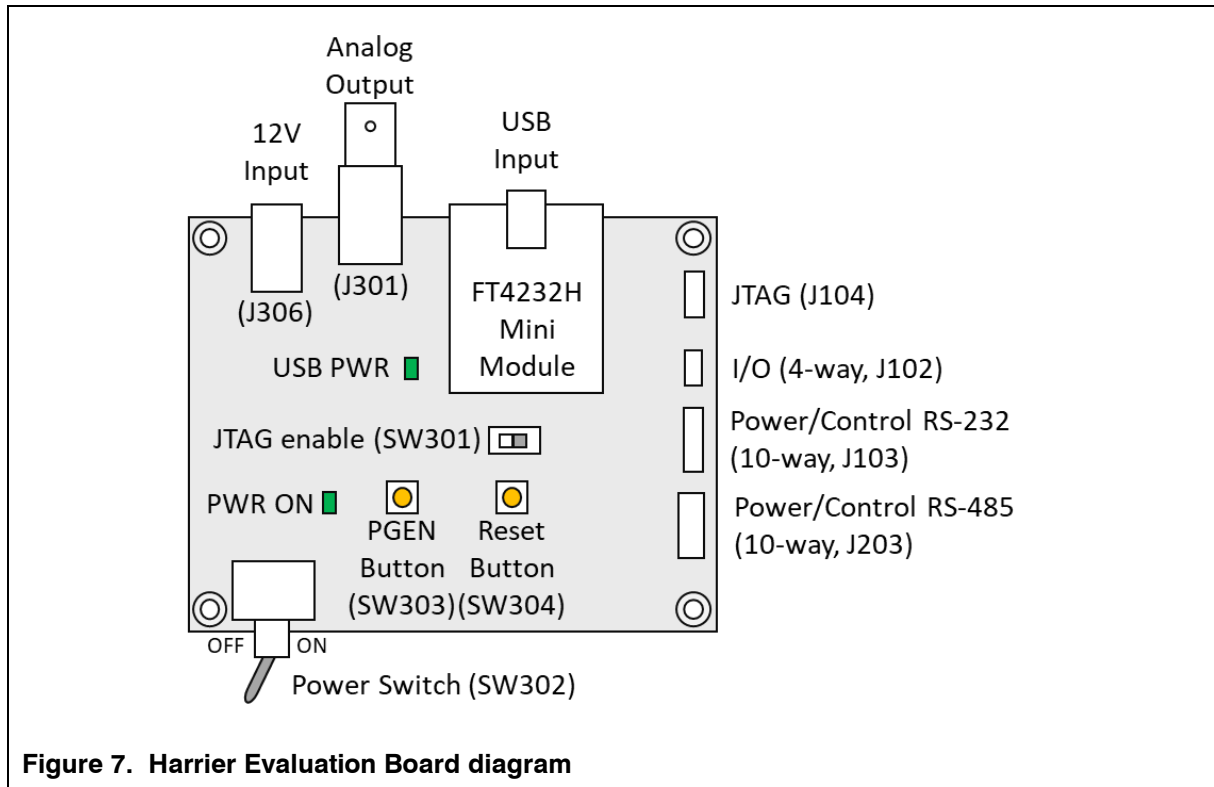 Analog
Output
12V
Input
USB
Input
(J306)
(J301)
FT4232H
Mini
Module
USB PWR
JTAG enable (SW301)
PWR ON
PGEN
Button
(SW303)
Reset
Button
(SW304)
JTAG (J104)
I/O (4-way, J102)
Power/Control RS-232
(10-way, J103)
Power/Control RS-485
(10-way, J203)
OFF
ON
Power Switch (SW302)
Figure 7. Harrier Evaluation Board diagram